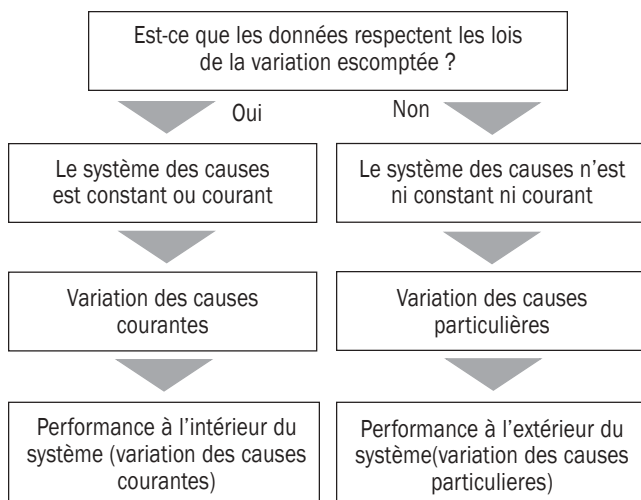 Est-ce que les données respectent les lois
de la variation escomptée ?
Oui
Non
Le système des causes
est constant ou courant
Le système des causes n’est
ni constant ni courant
Variation des causes
courantes
Variation des causes
particulières
Performance à l’intérieur du
système (variation des causes
courantes)
Performance à l’extérieur du
système(variation des causes
particulieres)